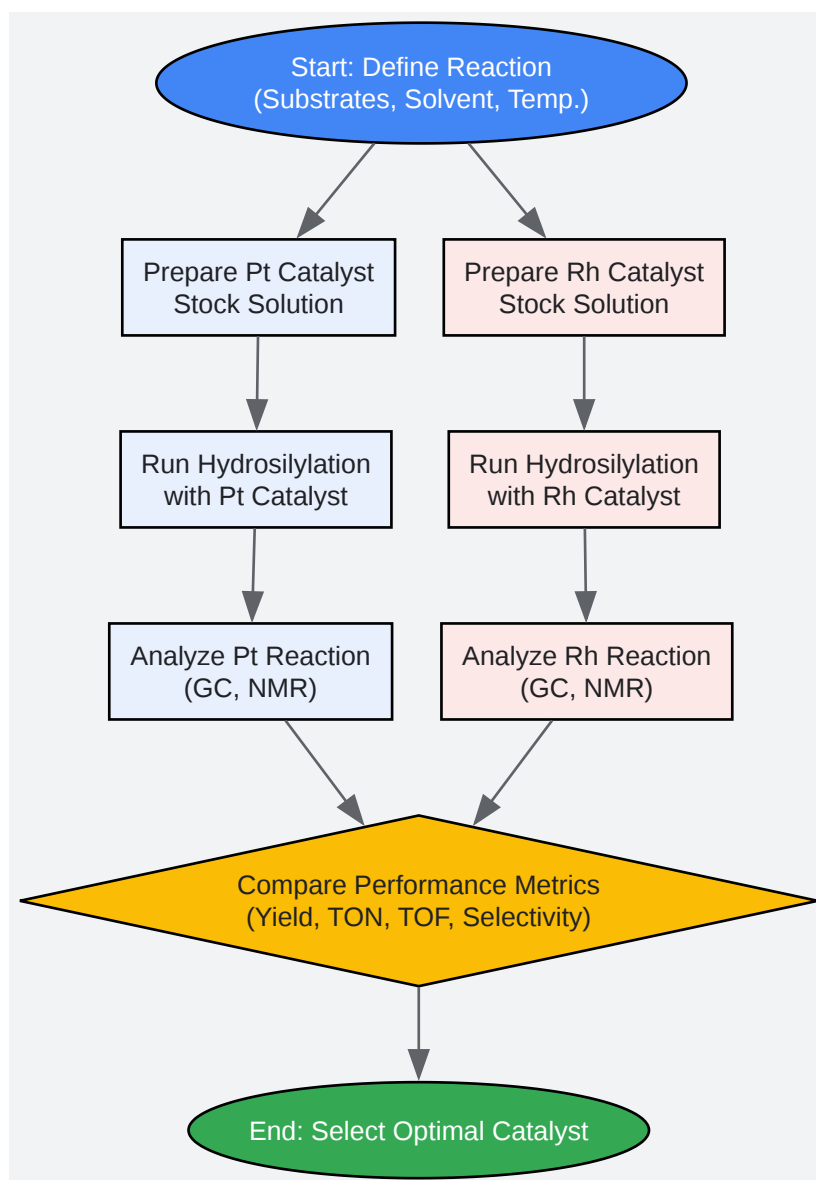 Start: Define Reaction
(Substrates, Solvent, Temp.)
Prepare Pt Catalyst
Stock Solution
Prepare Rh Catalyst
Stock Solution
Run Hydrosilylation
with Pt Catalyst
Run Hydrosilylation
with Rh Catalyst
Analyze Pt Reaction
(GC, NMR)
Analyze Rh Reaction
(GC, NMR)
Compare Performance Metrics
(Yield, TON, TOF, Selectivity)
End: Select Optimal Catalyst